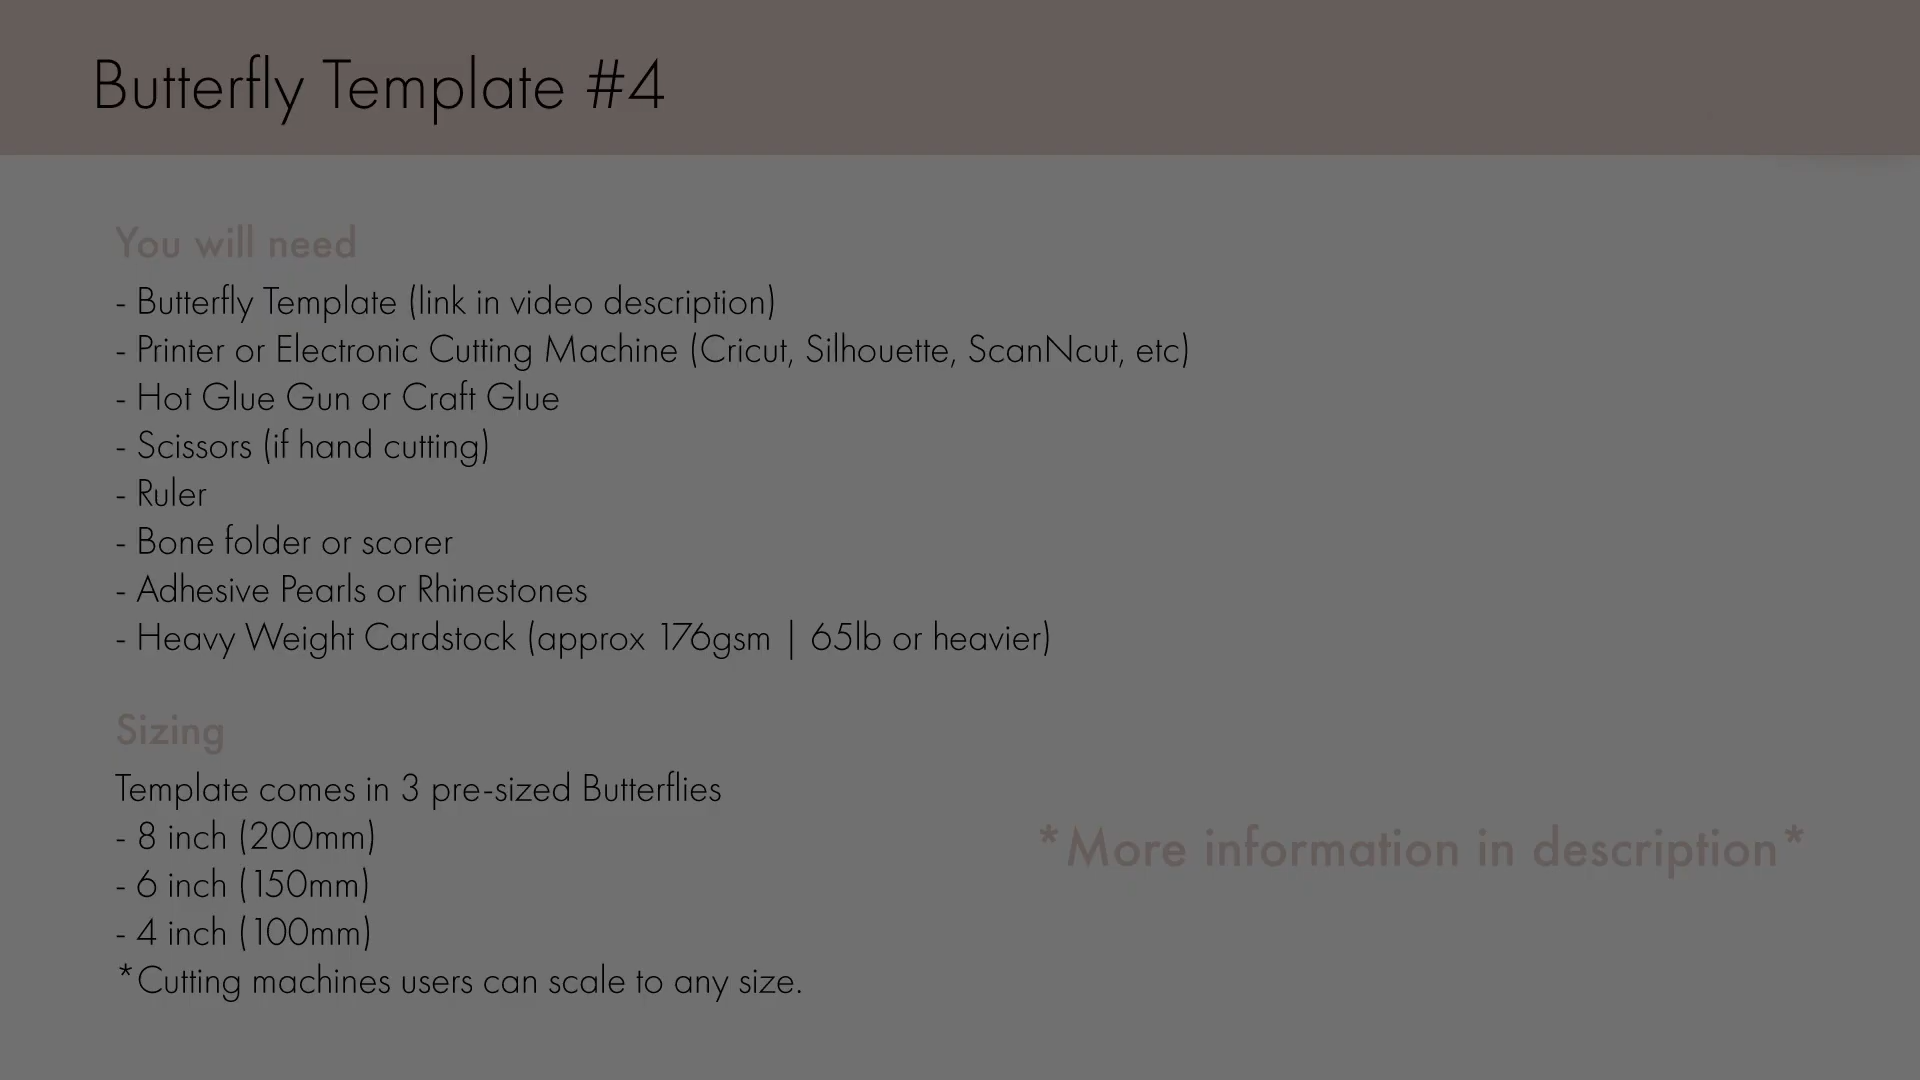 Butterfly Template #4
You will need
- Butterfly Template (link in video description)
- Printer or Electronic Cutting Machine (Cricut, Silhouette, ScanNcut, etc)
- Hot Glue Gun or Craft Glue
- Scissors (if hand cutting)
- Ruler
- Bone folder or scorer
- Adhesive Pearls or Rhinestones
- Heavy Weight Cardstock (approx 176gsm | 65lb or heavier)
Sizing
Template comes in 3 pre-sized Butterflies
- 8 inch (200mm)
- 6 inch (150mm)
- 4 inch (100mm)
*Cutting machines users can scale to any size.
*More information in description*